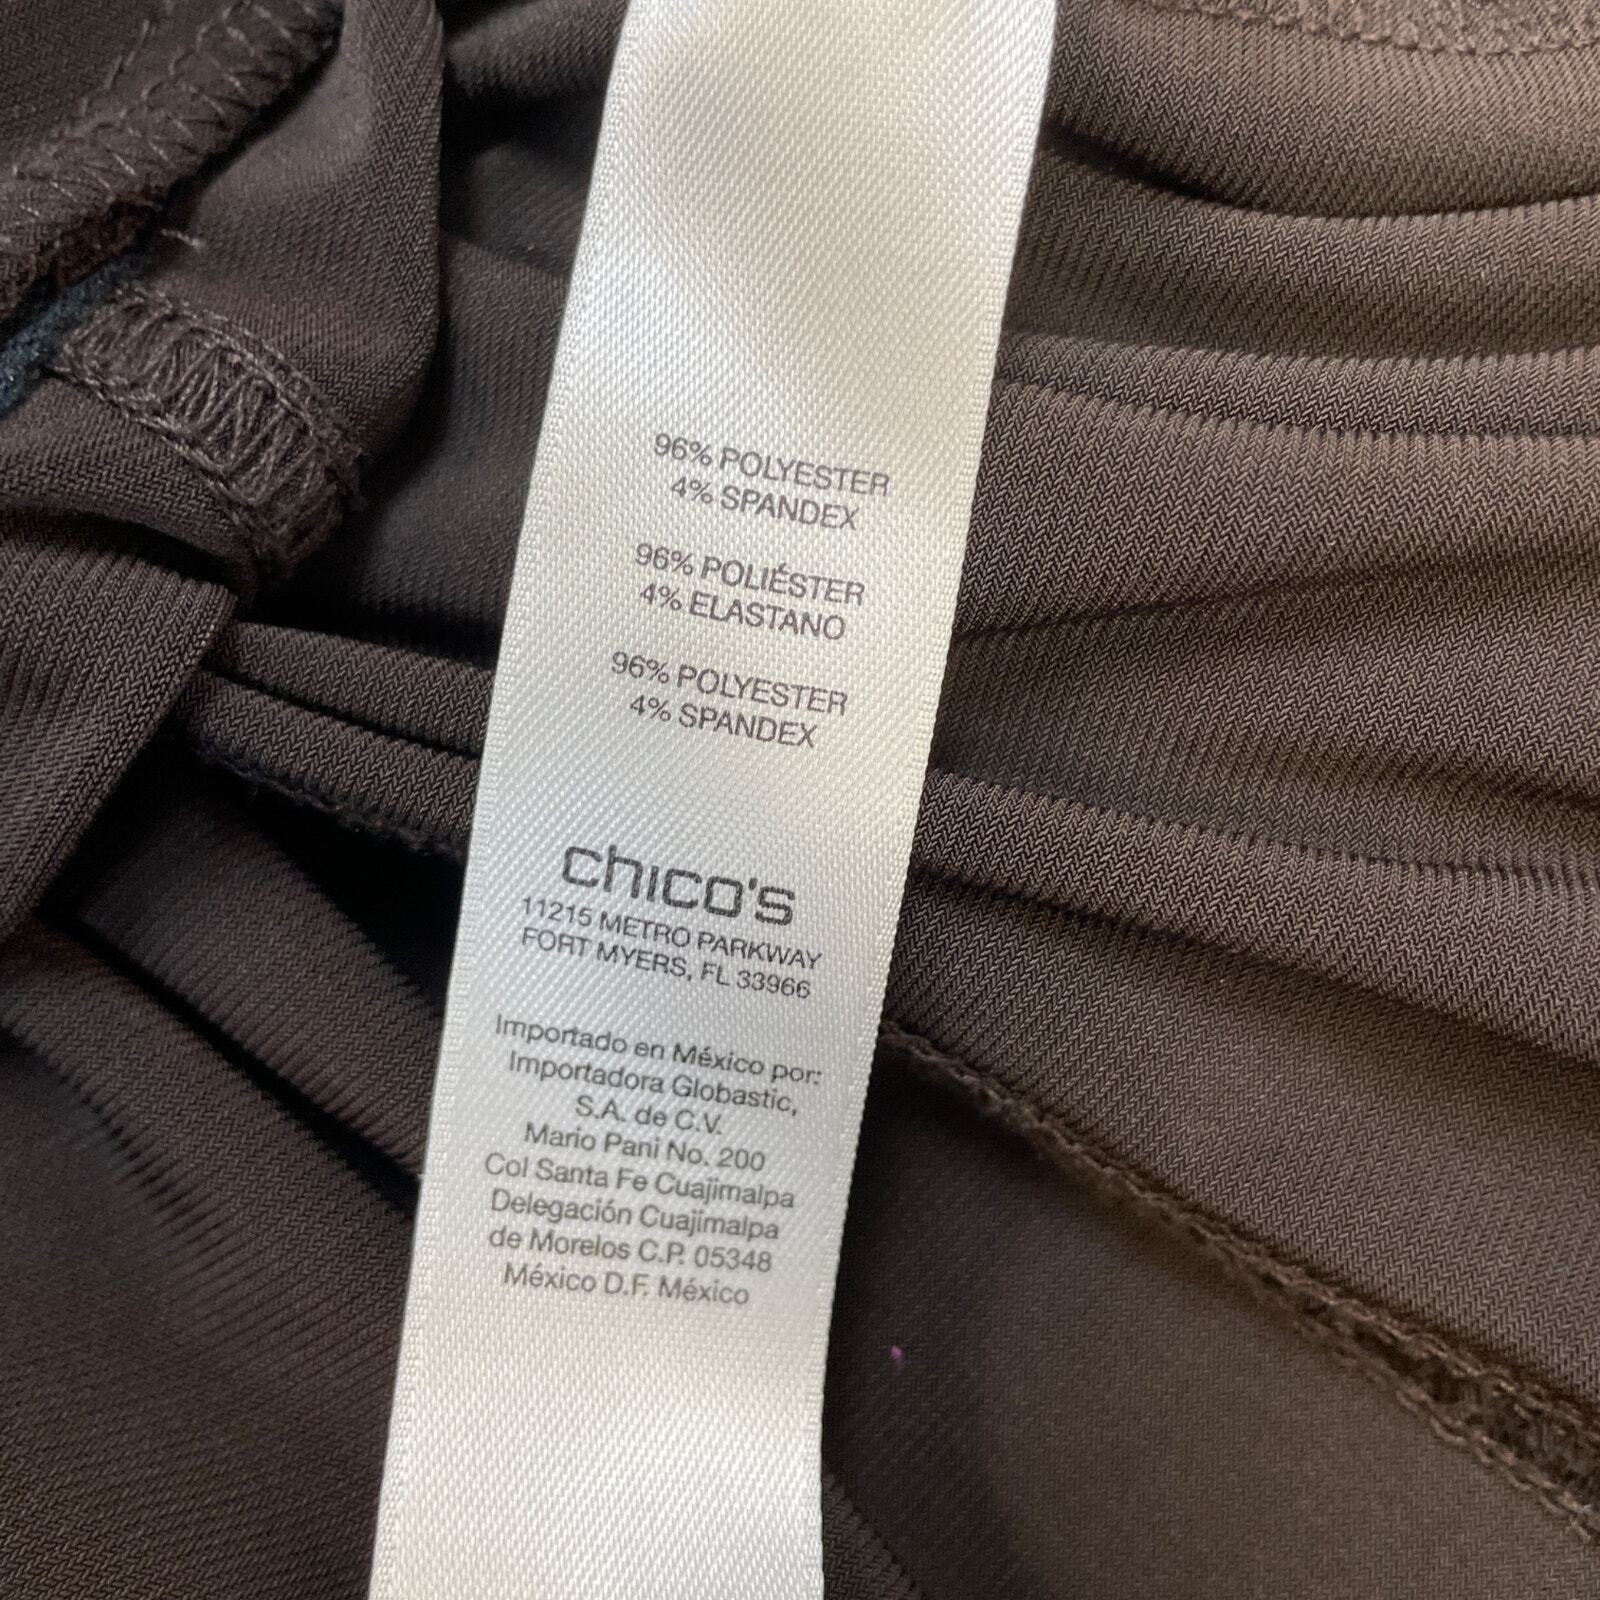 96% POLYESTER
4% SPANDEX
96% POLIÉSTER
4% ELASTANO
96% POLYESTER
4% SPANDEX
chico's
11215 METRO PARKWAY
FORT MYERS, FL 33966
Importado en México por:
Importadora Globastic,
S.A. de C.V.
Mario Pani No. 200
Col Santa Fe Cuajimalpa
Delegación Cuajimalpa
de Morelos C.P. 05348
México D.F. México